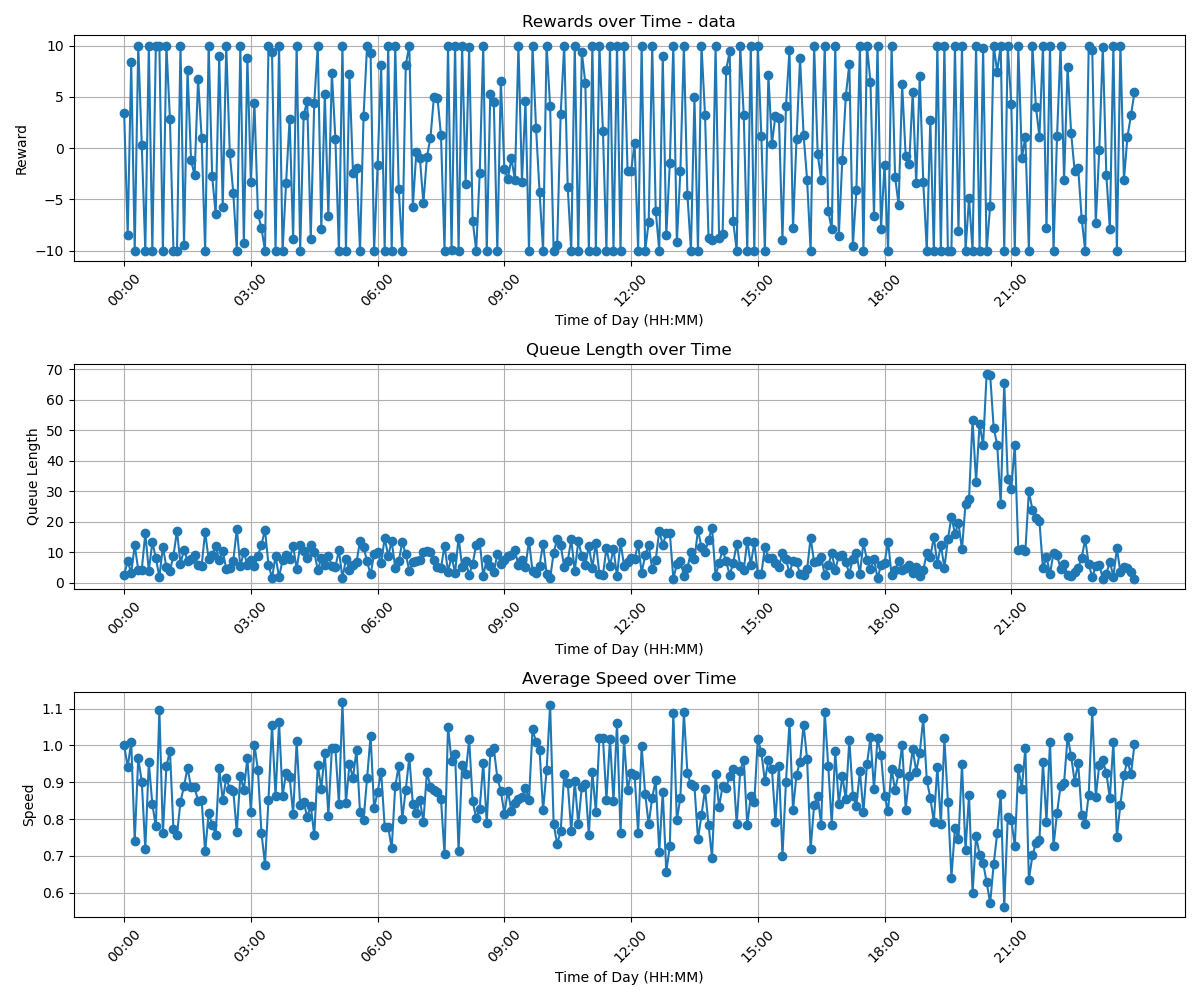 Rewards over Time - data
10
5
0
−5
−10
Reward
00:00 03:00 06:00 09:00 12:00 15:00 18:00 21:00
Time of Day (HH:MM)
Queue Length over Time
70
60
50
40
30
20
10
0
Queue Length
00:00 03:00 06:00 09:00 12:00 15:00 18:00 21:00
Time of Day (HH:MM)
Average Speed over Time
1.1
1.0
0.9
0.8
0.7
0.6
Speed
00:00 03:00 06:00 09:00 12:00 15:00 18:00 21:00
Time of Day (HH:MM)